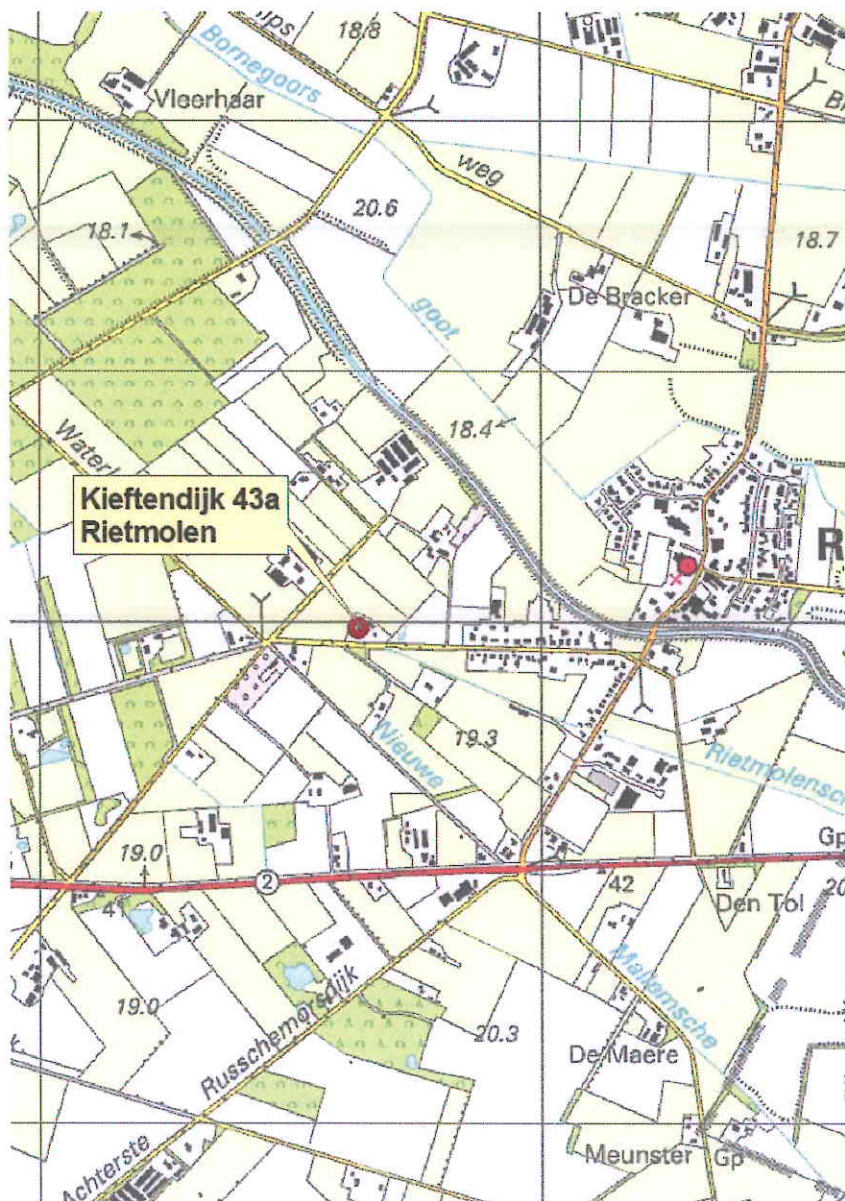 18.8
Bornegoors
Vleerhaar
weg
20.6
18.1
18.7
De Bracker
goot
18.4
Kieftendijk 43a
Rietmolen
R
19.3
Nieuwe
Rietmolensch
19.0
Gp
2
41
42
Den Tol
20
Mallemsche
19.0
Russchemorsdijk
20.3
De Maere
Achterste
Meunster
Gp